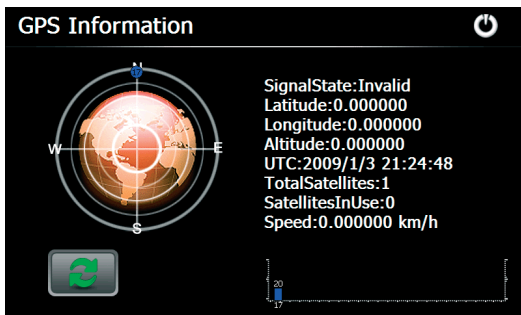 GPS Information
N
17
W
E
S
SignalState:Invalid
Latitude:0.000000
Longitude:0.000000
Altitude:0.000000
UTC:2009/1/3 21:24:48
TotalSatellites:1
SatellitesInUse:0
Speed:0.000000 km/h
20
17